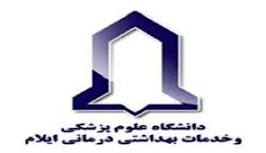 دانشگاه علوم پزشکی
وخدمات بهداشتی درمانی ایلام